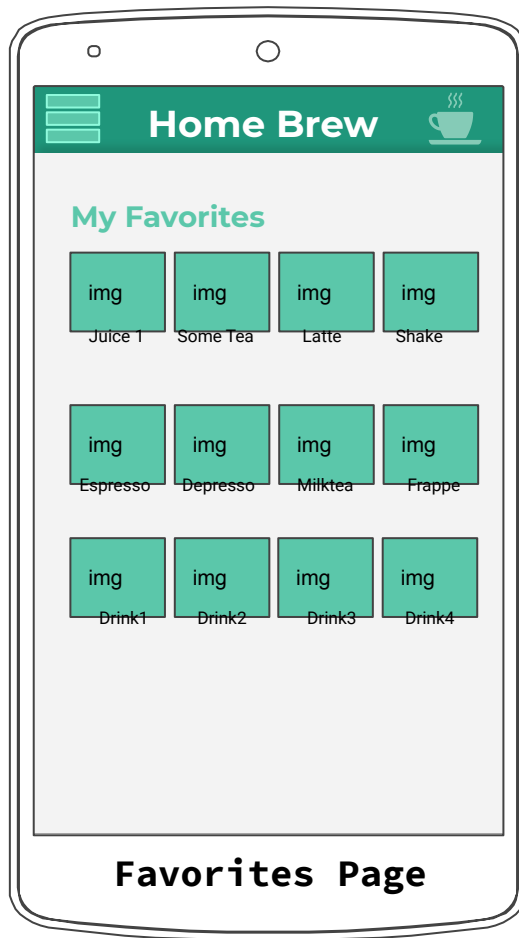 Home Brew
My Favorites
img img img img
Juice 1 Some Tea Latte Shake
img img img img
Espresso Depresso Milktea Frappe
img img img img
Drink1 Drink2 Drink3 Drink4
Favorites Page